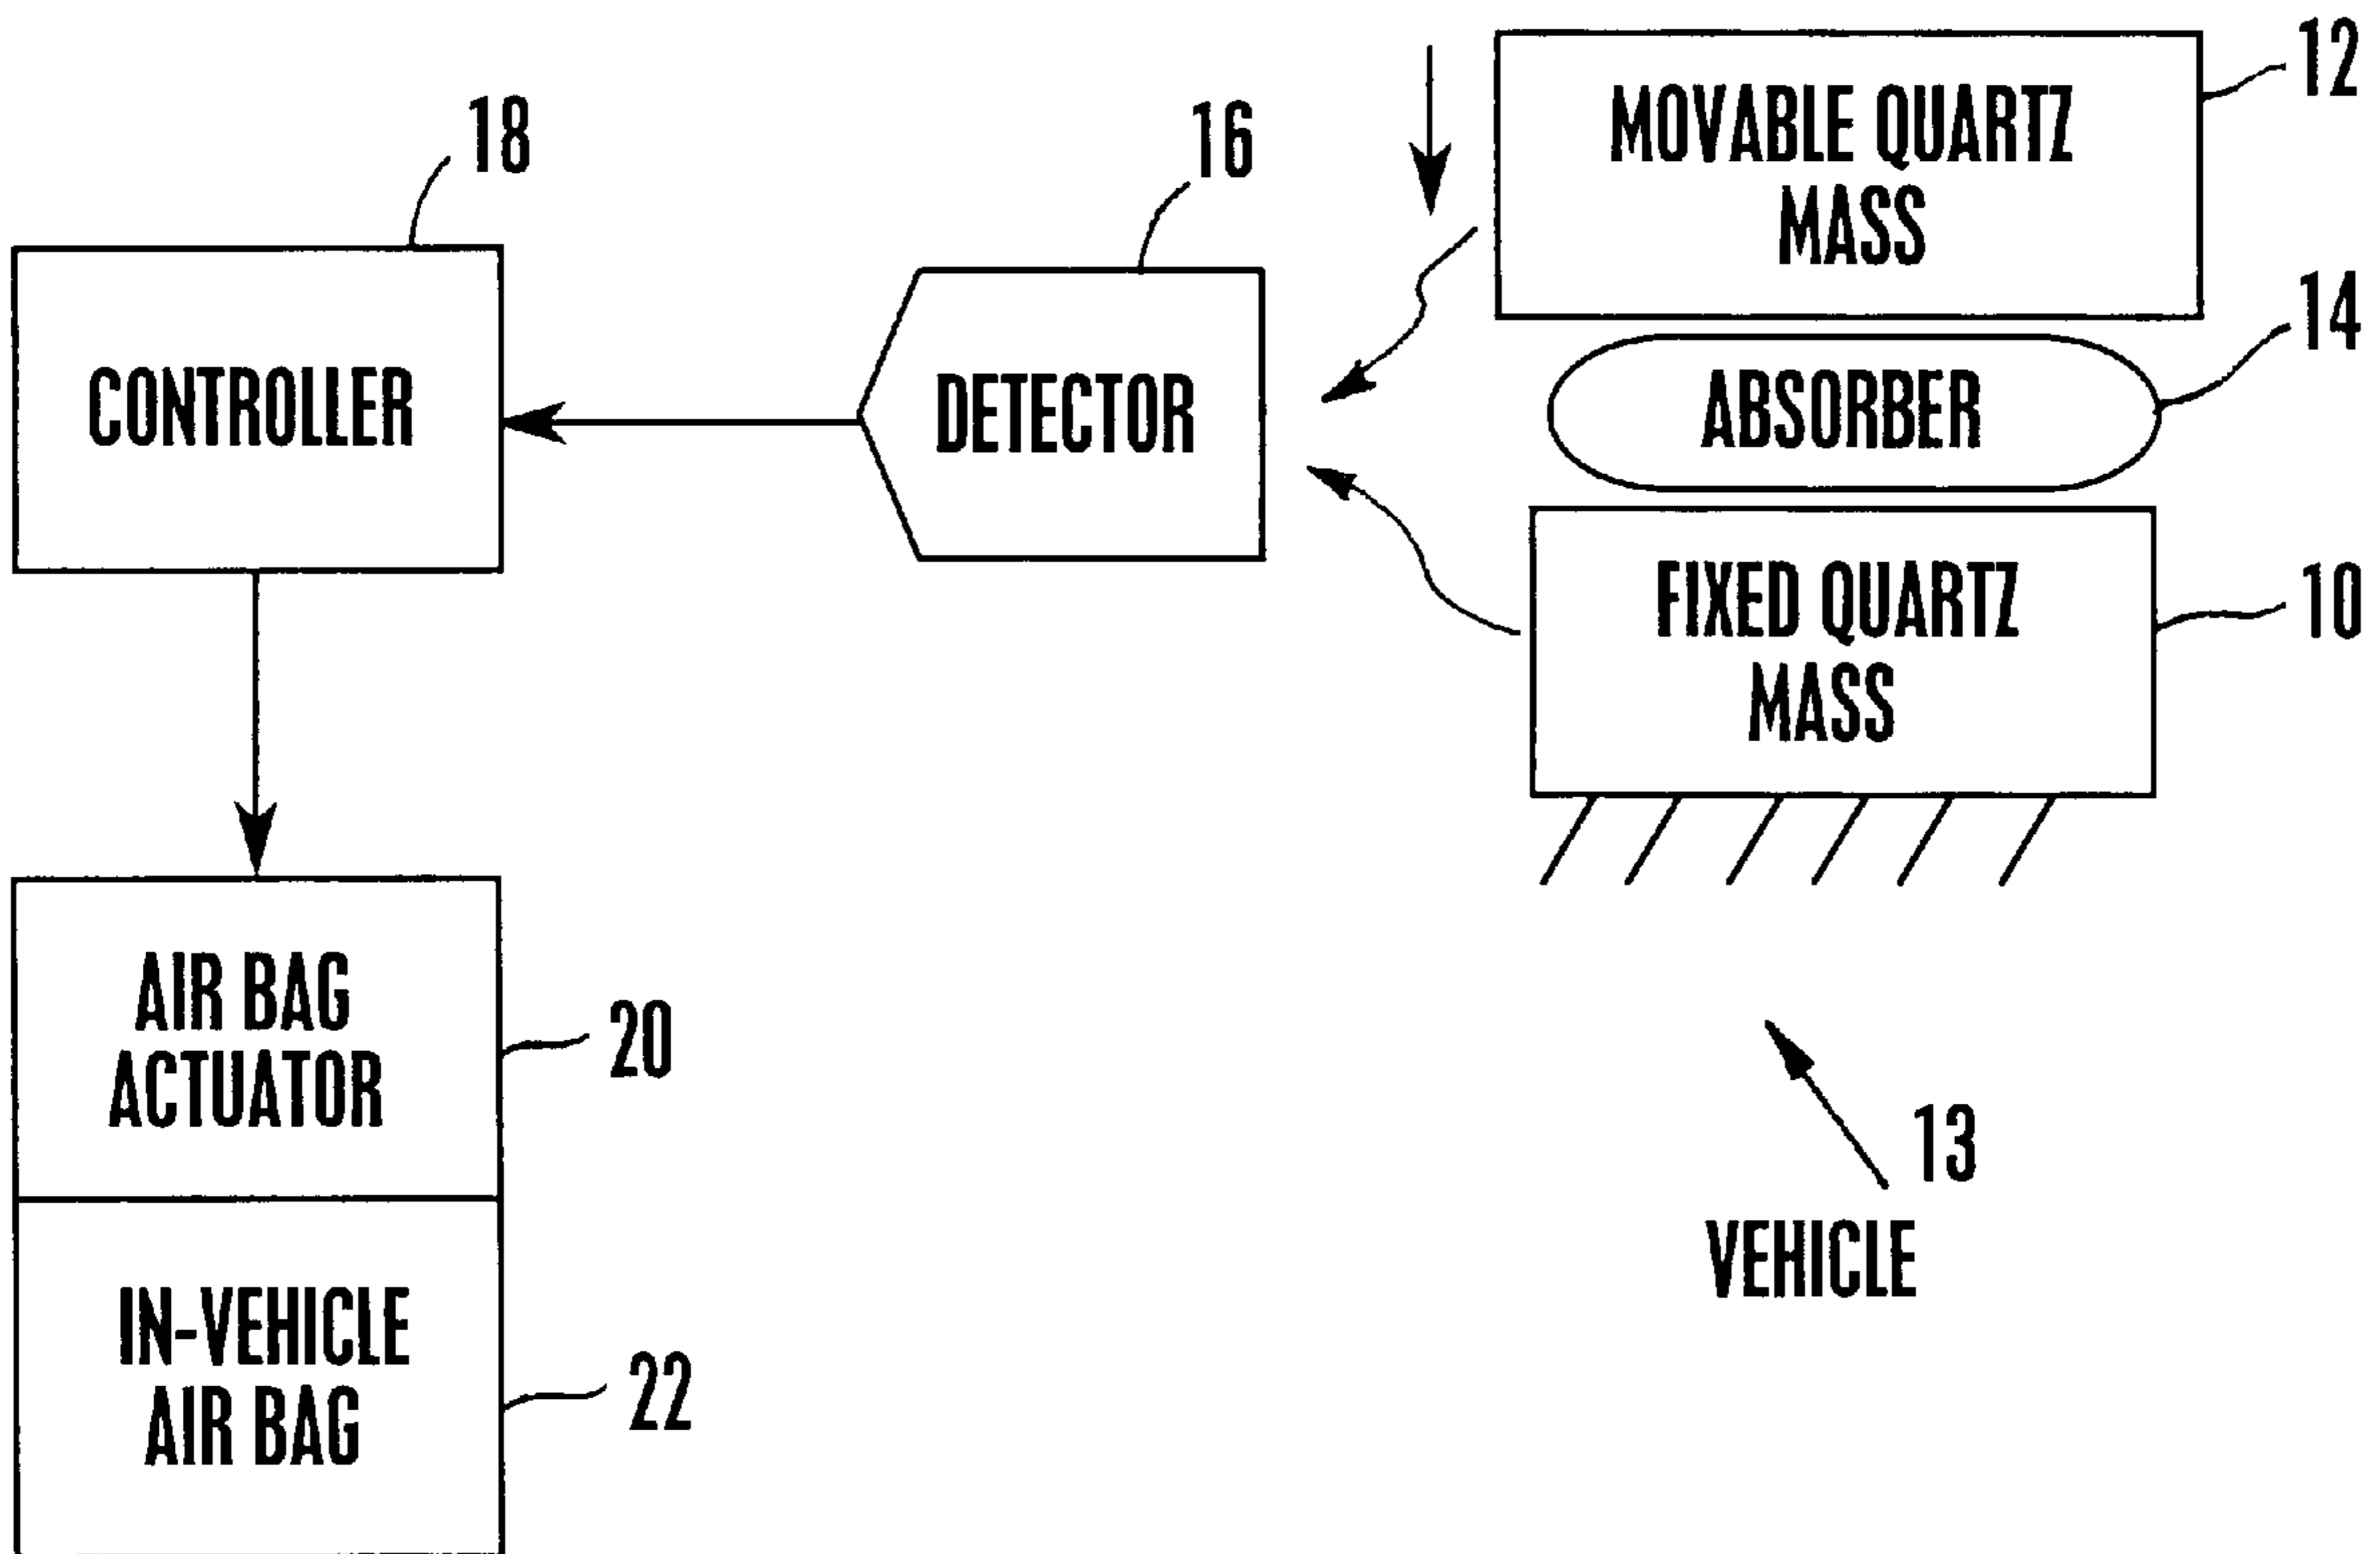 12
MOVABLE QUARTZ
MASS
18
16
14
CONTROLLER
DETECTOR
ABSORBER
10
FIXED QUARTZ
MASS
AIR BAG
ACTUATOR
20
13
VEHICLE
IN-VEHICLE
AIR BAG
22